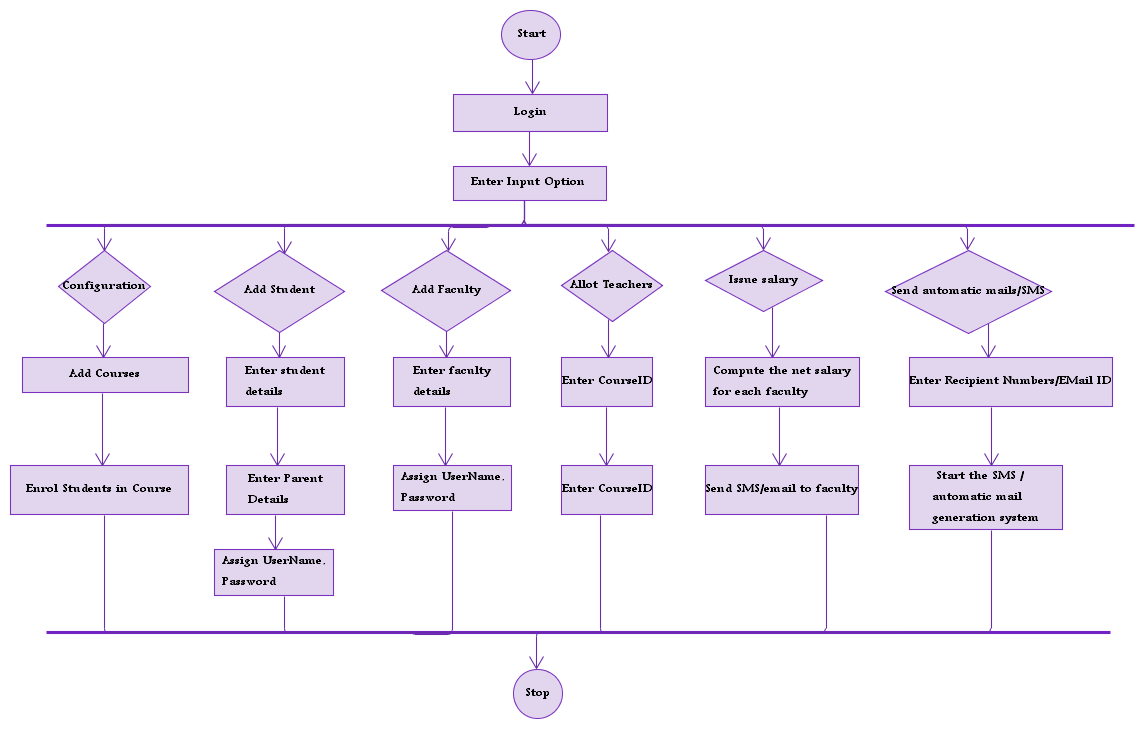 Start
Login
Enter Input Option
Configuration
Add Student
Add Faculty
Allot Teachers
Issue salary
Send automatic mails/SMS
Add Courses
Enter student
details
Enter faculty
details
Enter CourseID
Compute the net salary
for each faculty
Enter Recipient Numbers/EMail ID
Enrol Students in Course
Enter Parent
Details
Assign UserName.
Password
Enter CourseID
Send SMS/email to faculty
Start the SMS /
automatic mail
generation system
Assign UserName.
Password
Stop